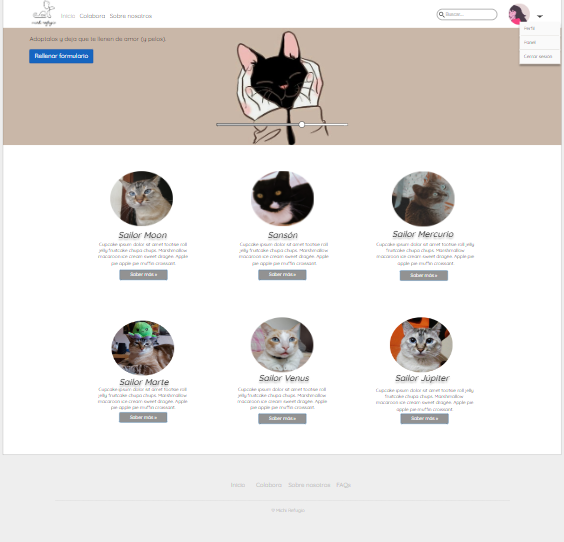 Inicio Colabora Sobre nosotros
Buscar...
Perfil
Panel
Cerrar sesión
Adoptalos y deja que te llenen de amor (y pelos).
Rellenar formulario
Sailor Moon
Cupcake ipsum dolor sit amet tootsie roll
jelly fruitcake chupa chups. Marshmallow
macaroon ice cream sweet dragée. Apple
pie apple pie muffin croissant.
Saber más »
Sansón
Cupcake ipsum dolor sit amet tootsie roll
jelly fruitcake chupa chups. Marshmallow
macaroon ice cream sweet dragée. Apple
pie apple pie muffin croissant.
Saber más »
Sailor Mercurio
Cupcake ipsum dolor sit amet tootsie roll
jelly fruitcake chupa chups. Marshmallow
macaroon ice cream sweet dragée. Apple
pie apple pie muffin croissant.
Saber más »
Sailor Marte
Cupcake ipsum dolor sit amet tootsie roll
jelly fruitcake chupa chups. Marshmallow
macaroon ice cream sweet dragée. Apple
pie apple pie muffin croissant.
Saber más »
Sailor Venus
Cupcake ipsum dolor sit amet tootsie roll
jelly fruitcake chupa chups. Marshmallow
macaroon ice cream sweet dragée. Apple
pie apple pie muffin croissant.
Saber más »
Sailor Júpiter
Cupcake ipsum dolor sit amet tootsie roll
jelly fruitcake chupa chups. Marshmallow
macaroon ice cream sweet dragée. Apple
pie apple pie muffin croissant.
Saber más »
Inicio Colabora Sobre nosotros FAQs